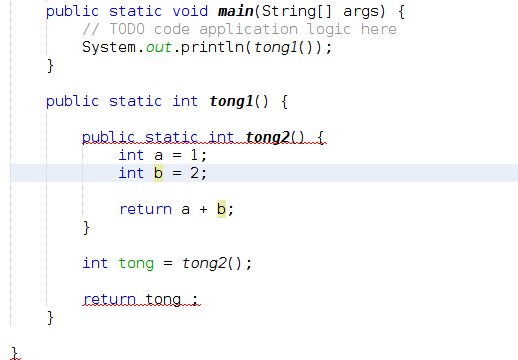 public static void main(String[] args) {
// TODO code application logic here
System.out.println(tong1());
}
public static int tong1() {
public static int tong2() {
int a = 1;
int b = 2;
return a + b;
}
int tong = tong2();
return tong ;
}
}